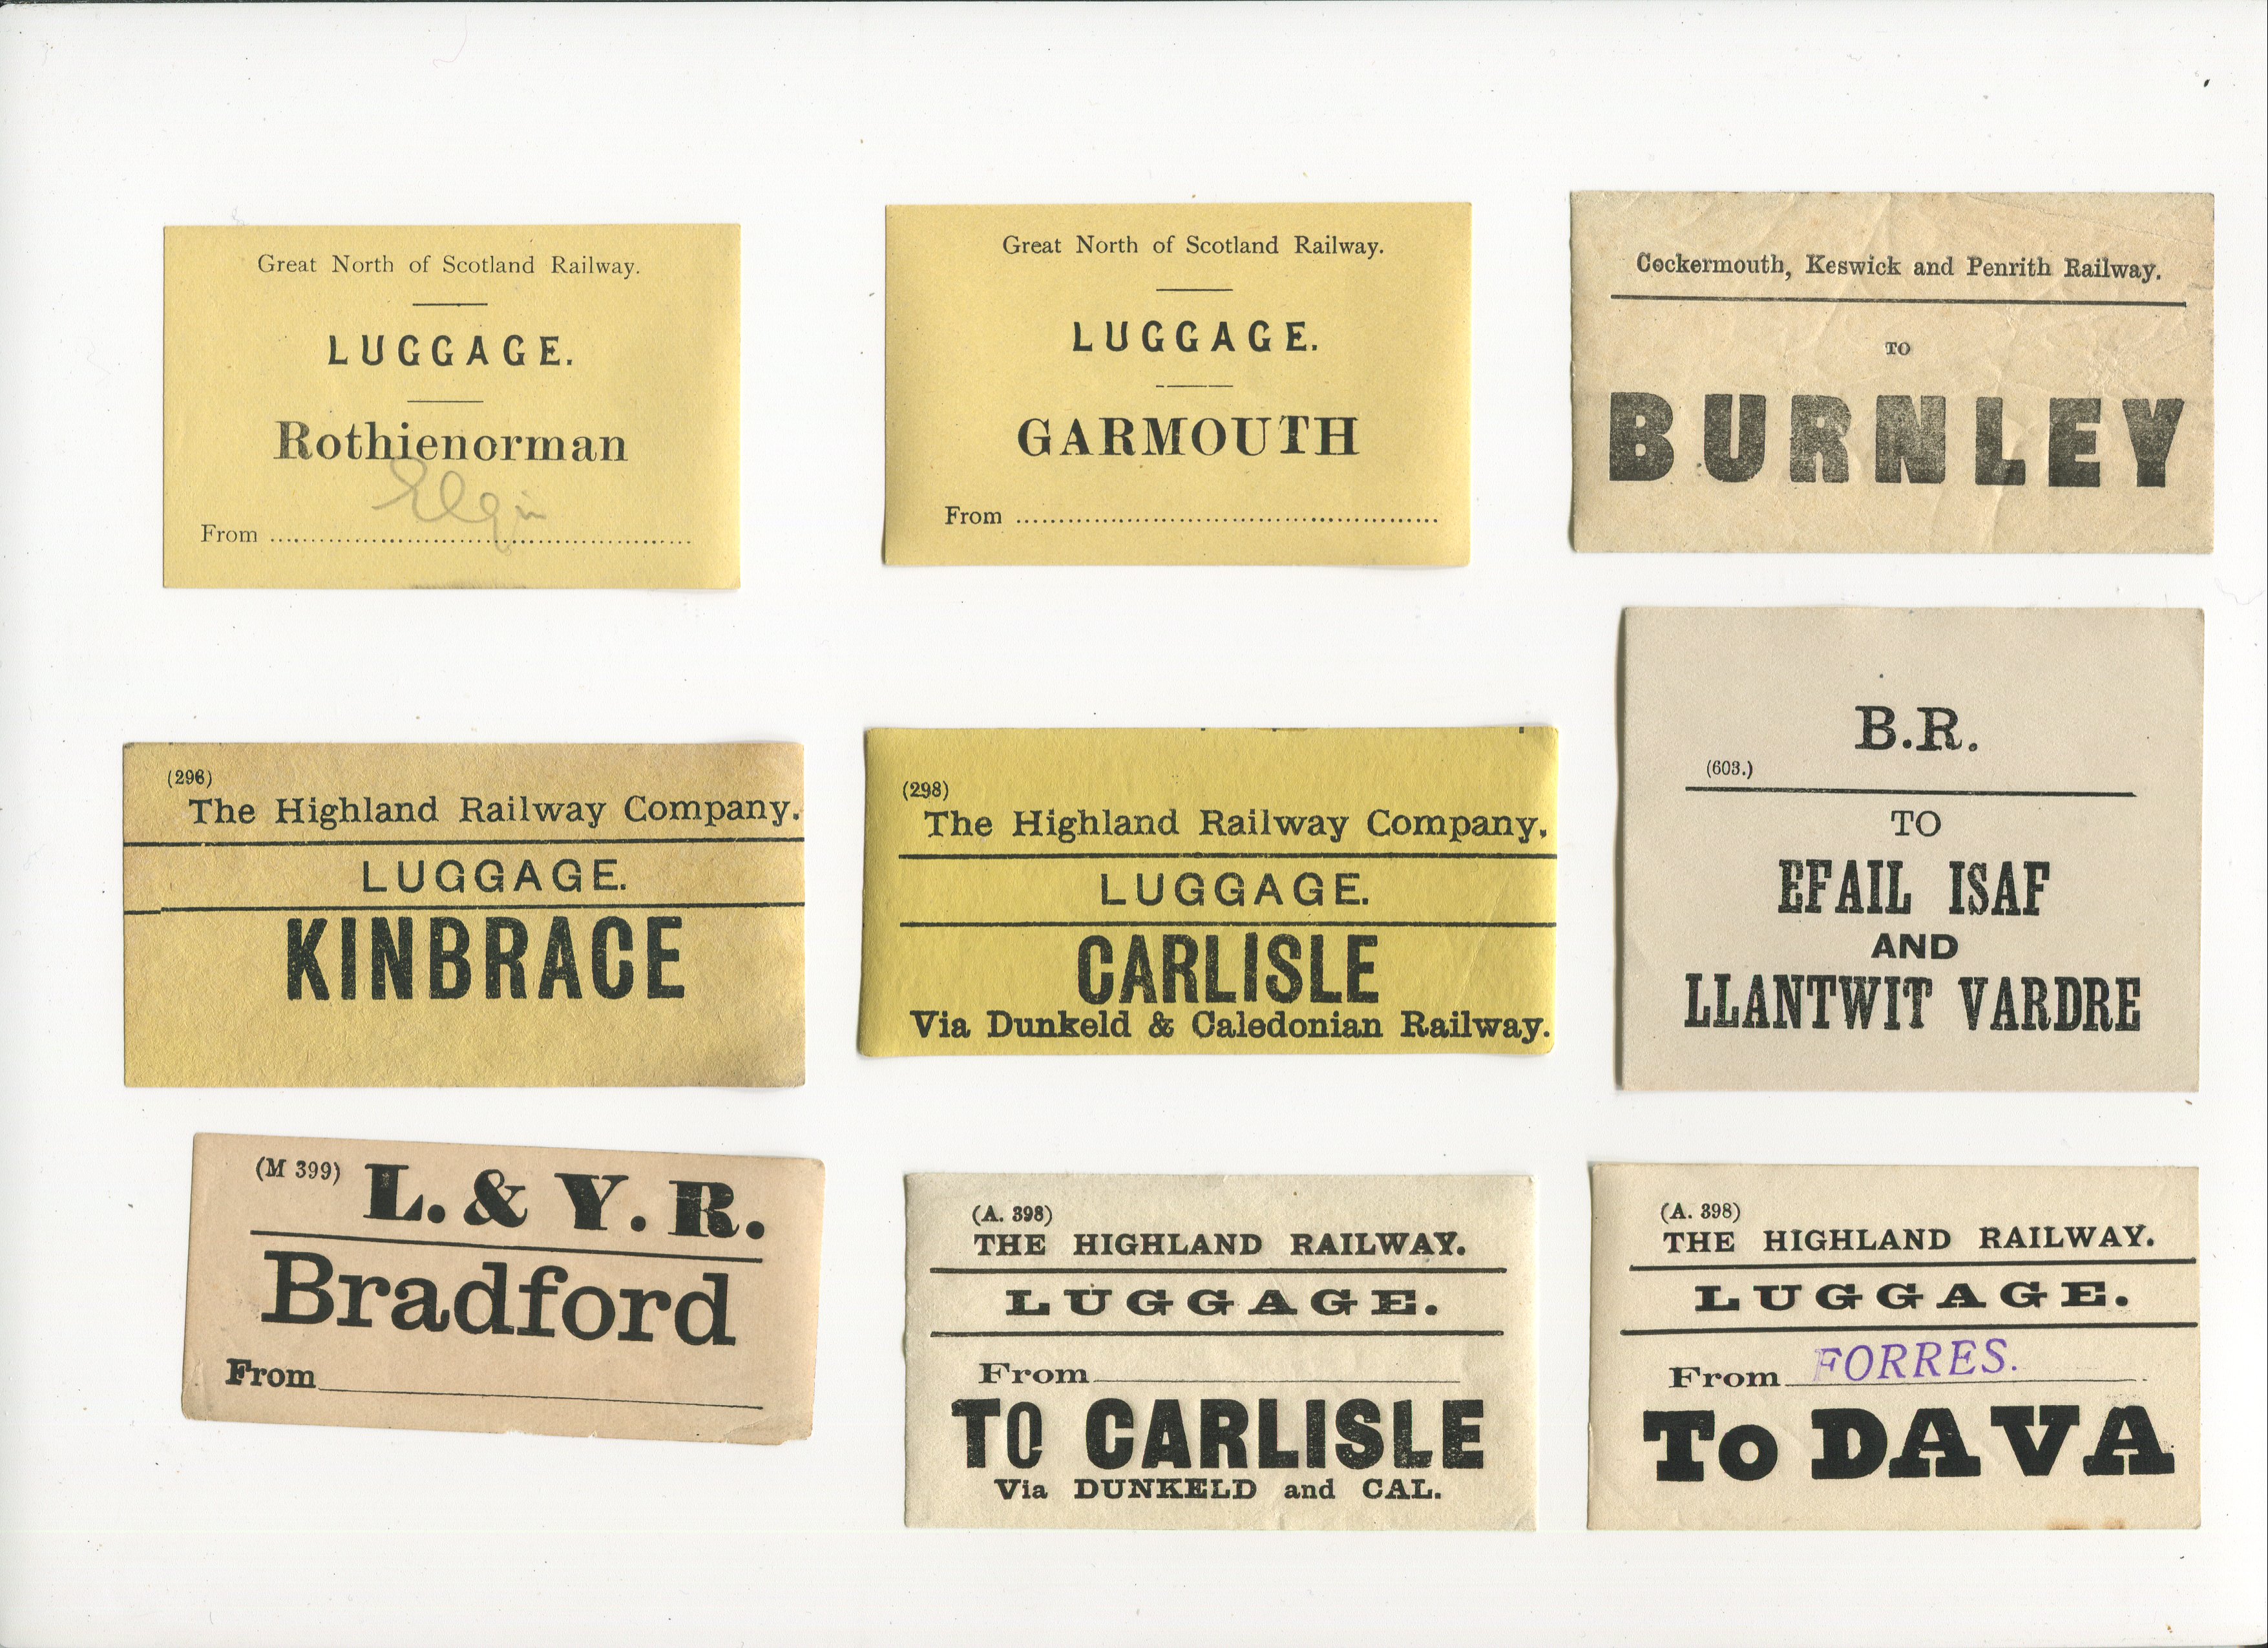 Great North of Scotland Railway.
LUGGAGE.
Rothienorman
Elgin
From
Great North of Scotland Railway.
LUGGAGE.
GARMOUTH
From
Cockermouth, Keswick and Penrith Railway.
TO
BURNLEY
(296)
The Highland Railway Company.
LUGGAGE.
KINBRACE
(298)
The Highland Railway Company.
LUGGAGE.
CARLISLE
Via Dunkeld & Caledonian Railway.
B.R.
(603.)
TO
EFAIL ISAF
AND
LLANTWIT VARDRE
(M 399) L. & Y. R.
Bradford
From
(A. 398)
THE HIGHLAND RAILWAY.
LUGGAGE.
From
TO CARLISLE
Via DUNKELD and CAL.
(A. 398)
THE HIGHLAND RAILWAY.
LUGGAGE.
From FORRES.
To DAVA